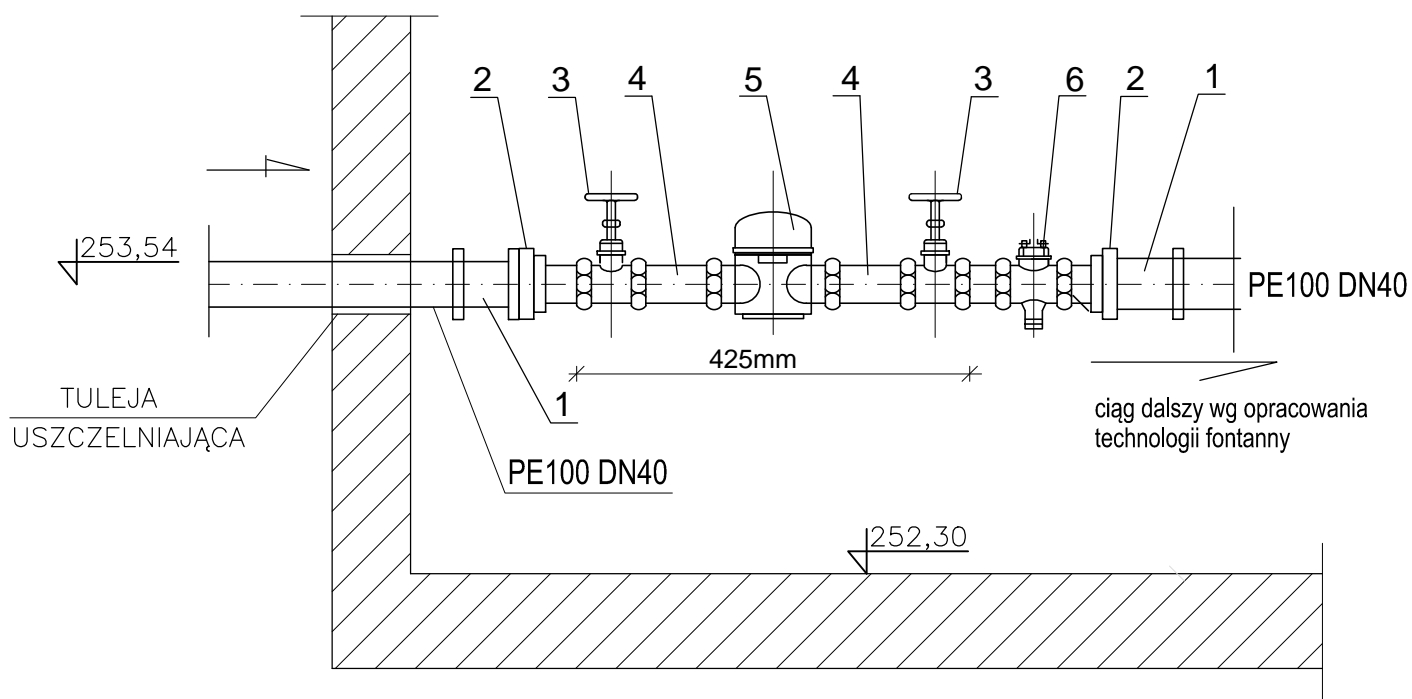 2 3 4 5 4 3 6 2 1
253,54
PE100 DN40
425mm
TULEJA
USZCZELNIAJĄCA
1
ciąg dalszy wg opracowania
technologii fontanny
PE100 DN40
252,30